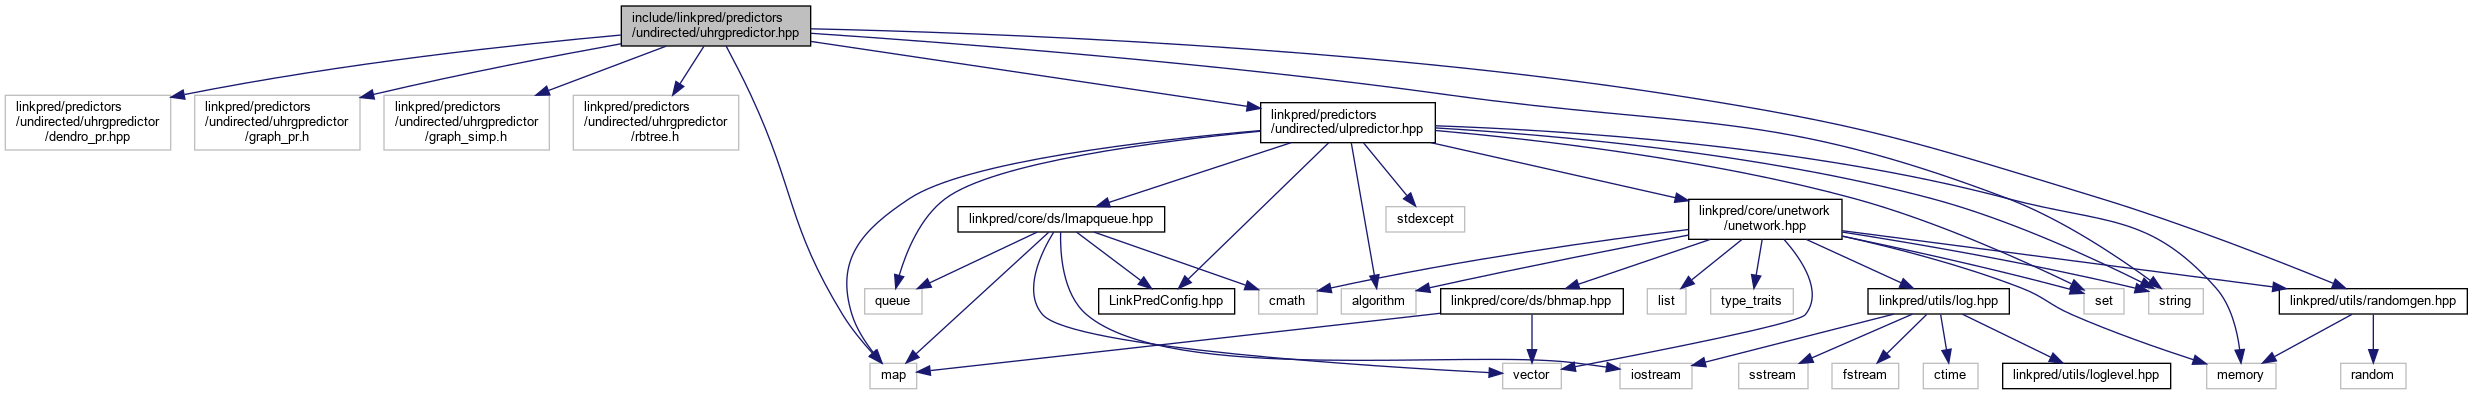 include/linkpred/predictors
/undirected/uhrgpredictor.hpp
linkpred/predictors
/undirected/uhrgpredictor
/dendro_pr.hpp
linkpred/predictors
/undirected/uhrgpredictor
/graph_pr.h
linkpred/predictors
/undirected/uhrgpredictor
/graph_simp.h
linkpred/predictors
/undirected/uhrgpredictor
/rbtree.h
linkpred/predictors
/undirected/ulpredictor.hpp
linkpred/core/ds/lmapqueue.hpp
stdexcept
linkpred/core/unetwork
/unetwork.hpp
queue
LinkPredConfig.hpp
cmath
algorithm
linkpred/core/ds/bhmap.hpp
list
type_traits
linkpred/utils/log.hpp
set
string
linkpred/utils/randomgen.hpp
map
vector
iostream
sstream
fstream
ctime
linkpred/utils/loglevel.hpp
memory
random